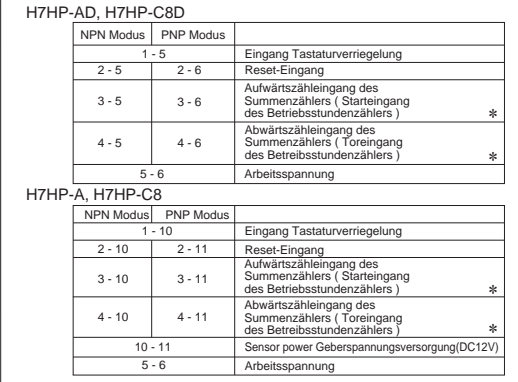 H7HP-AD, H7HP-C8D
NPN Modus PNP Modus
1 - 5 Eingang Tastaturverriegelung
2 - 5 2 - 6 Reset-Eingang
3 - 5 3 - 6 Aufwärtszähleingang des
Summenzählers ( Starteingang
des Betriebsstundenzählers ) *
4 - 5 4 - 6 Abwärtszähleingang des
Summenzählers ( Toreingang
des Betreibsstundenzählers ) *
5 - 6 Arbeitsspannung
H7HP-A, H7HP-C8
NPN Modus PNP Modus
1 - 10 Eingang Tastaturverriegelung
2 - 10 2 - 11 Reset-Eingang
3 - 10 3 - 11 Aufwärtszähleingang des
Summenzählers ( Starteingang
des Betriebsstundenzählers ) *
4 - 10 4 - 11 Abwärtszähleingang des
Summenzählers ( Toreingang
des Betreibsstundenzählers ) *
10 - 11 Sensor power Geberspannungsversorgung(DC12V)
5 - 6 Arbeitsspannung